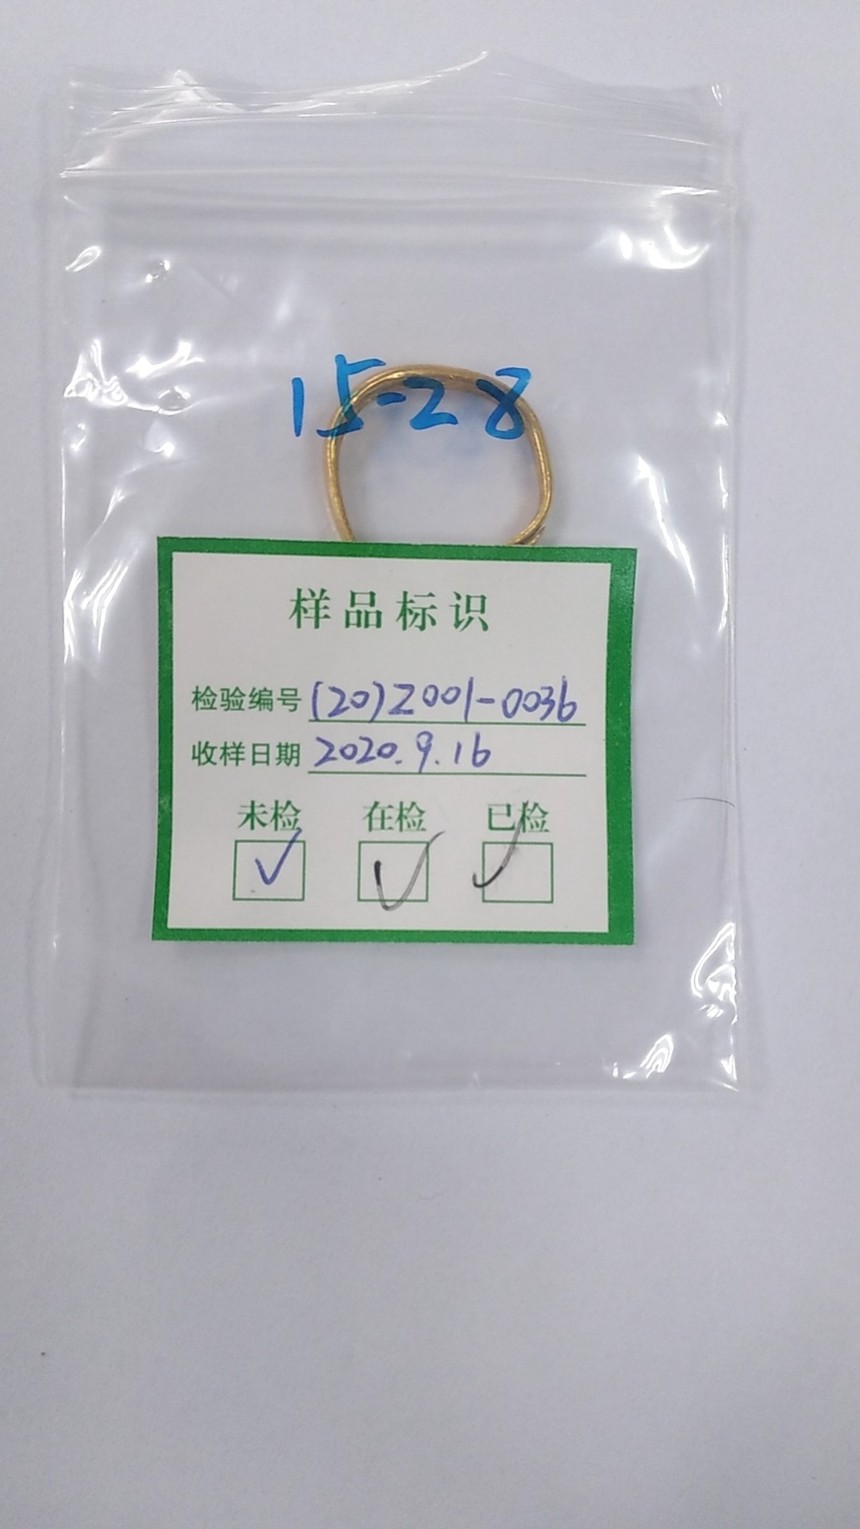 15-28
样品标识
检验编号 (20)Z001-0036
收样日期 2020.9.16
未检 在检 已检